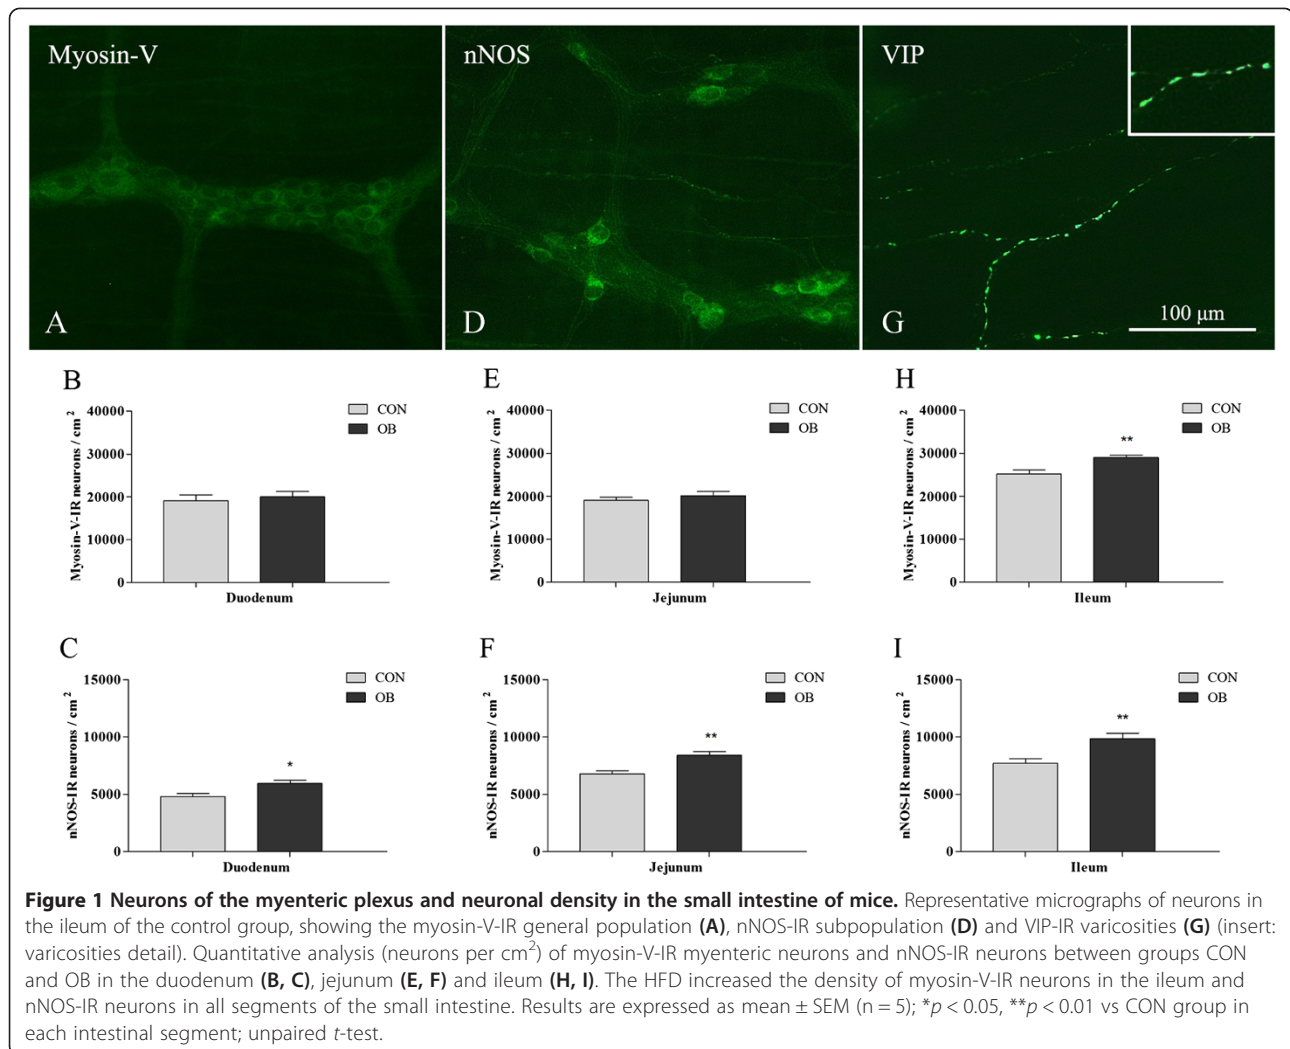 Myosin-V
nNOS
VIP
A
D
G
100 µm
B
40000
30000
20000
10000
0
Myosin-V-IR neurons / cm²
CON
OB
Duodenum
E
40000
30000
20000
10000
0
Myosin-V-IR neurons / cm²
CON
OB
Jejunum
H
40000
30000
20000
10000
0
Myosin-V-IR neurons / cm²
CON
OB
**
Ileum
C
15000
10000
5000
0
nNOS-IR neurons / cm²
CON
OB
*
Duodenum
F
15000
10000
5000
0
nNOS-IR neurons / cm²
CON
OB
**
Jejunum
I
15000
10000
5000
0
nNOS-IR neurons / cm²
CON
OB
**
Ileum
Figure 1 Neurons of the myenteric plexus and neuronal density in the small intestine of mice. Representative micrographs of neurons in
the ileum of the control group, showing the myosin-V-IR general population (A), nNOS-IR subpopulation (D) and VIP-IR varicosities (G) (insert:
varicosities detail). Quantitative analysis (neurons per cm²) of myosin-V-IR myenteric neurons and nNOS-IR neurons between groups CON
and OB in the duodenum (B, C), jejunum (E, F) and ileum (H, I). The HFD increased the density of myosin-V-IR neurons in the ileum and
nNOS-IR neurons in all segments of the small intestine. Results are expressed as mean ± SEM (n = 5); *p < 0.05, **p < 0.01 vs CON group in
each intestinal segment; unpaired t-test.